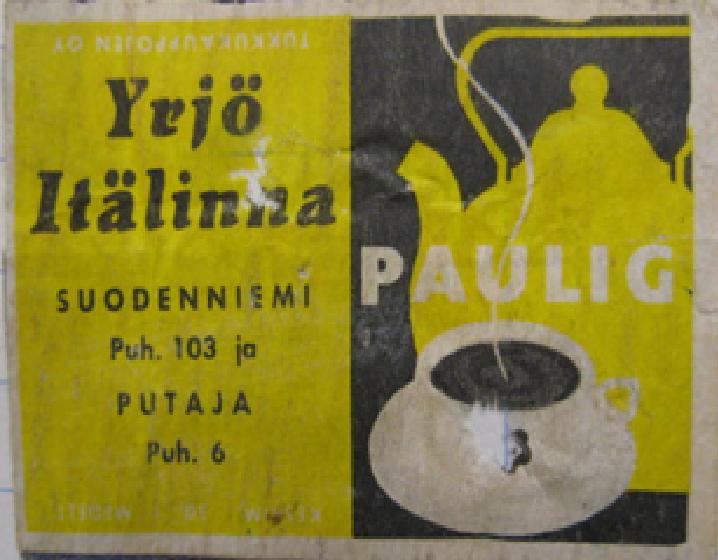 TUKKUKAUPPOJEN OY
Yrjö
Itälinna
SUODENNIEMI
Puh. 103 ja
PUTAJA
Puh. 6
PAULIG